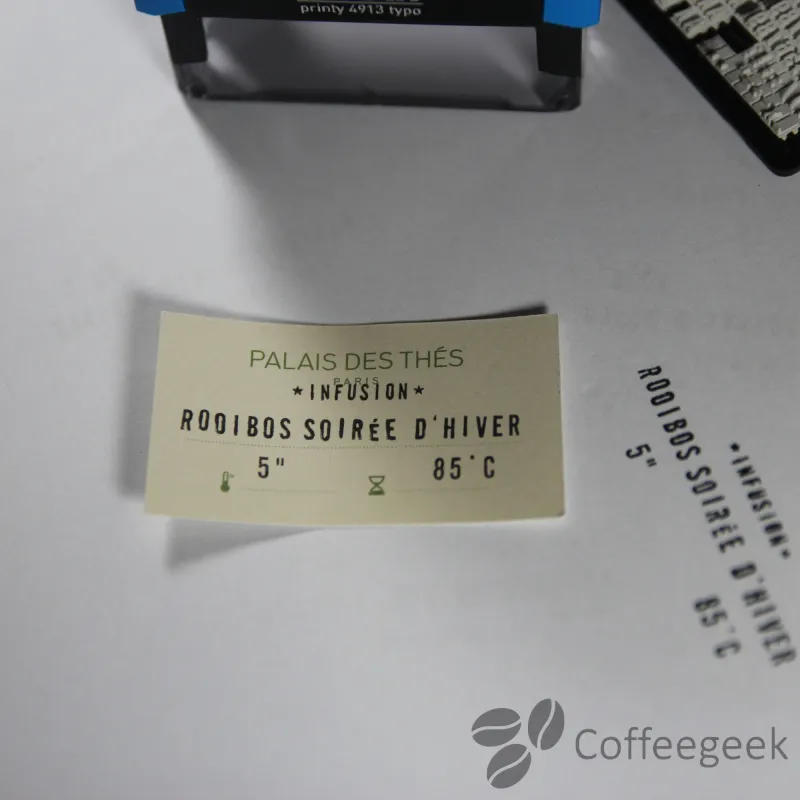 printy 4913 typo
PALAIS DES THÉS
PARIS
★INFUSION★
ROOIBOS SOIRÉE D'HIVER
5" 85°C
★INFUSION★
ROOIBOS SOIRÉE D'HIVER
5" 85°C
Coffeegeek